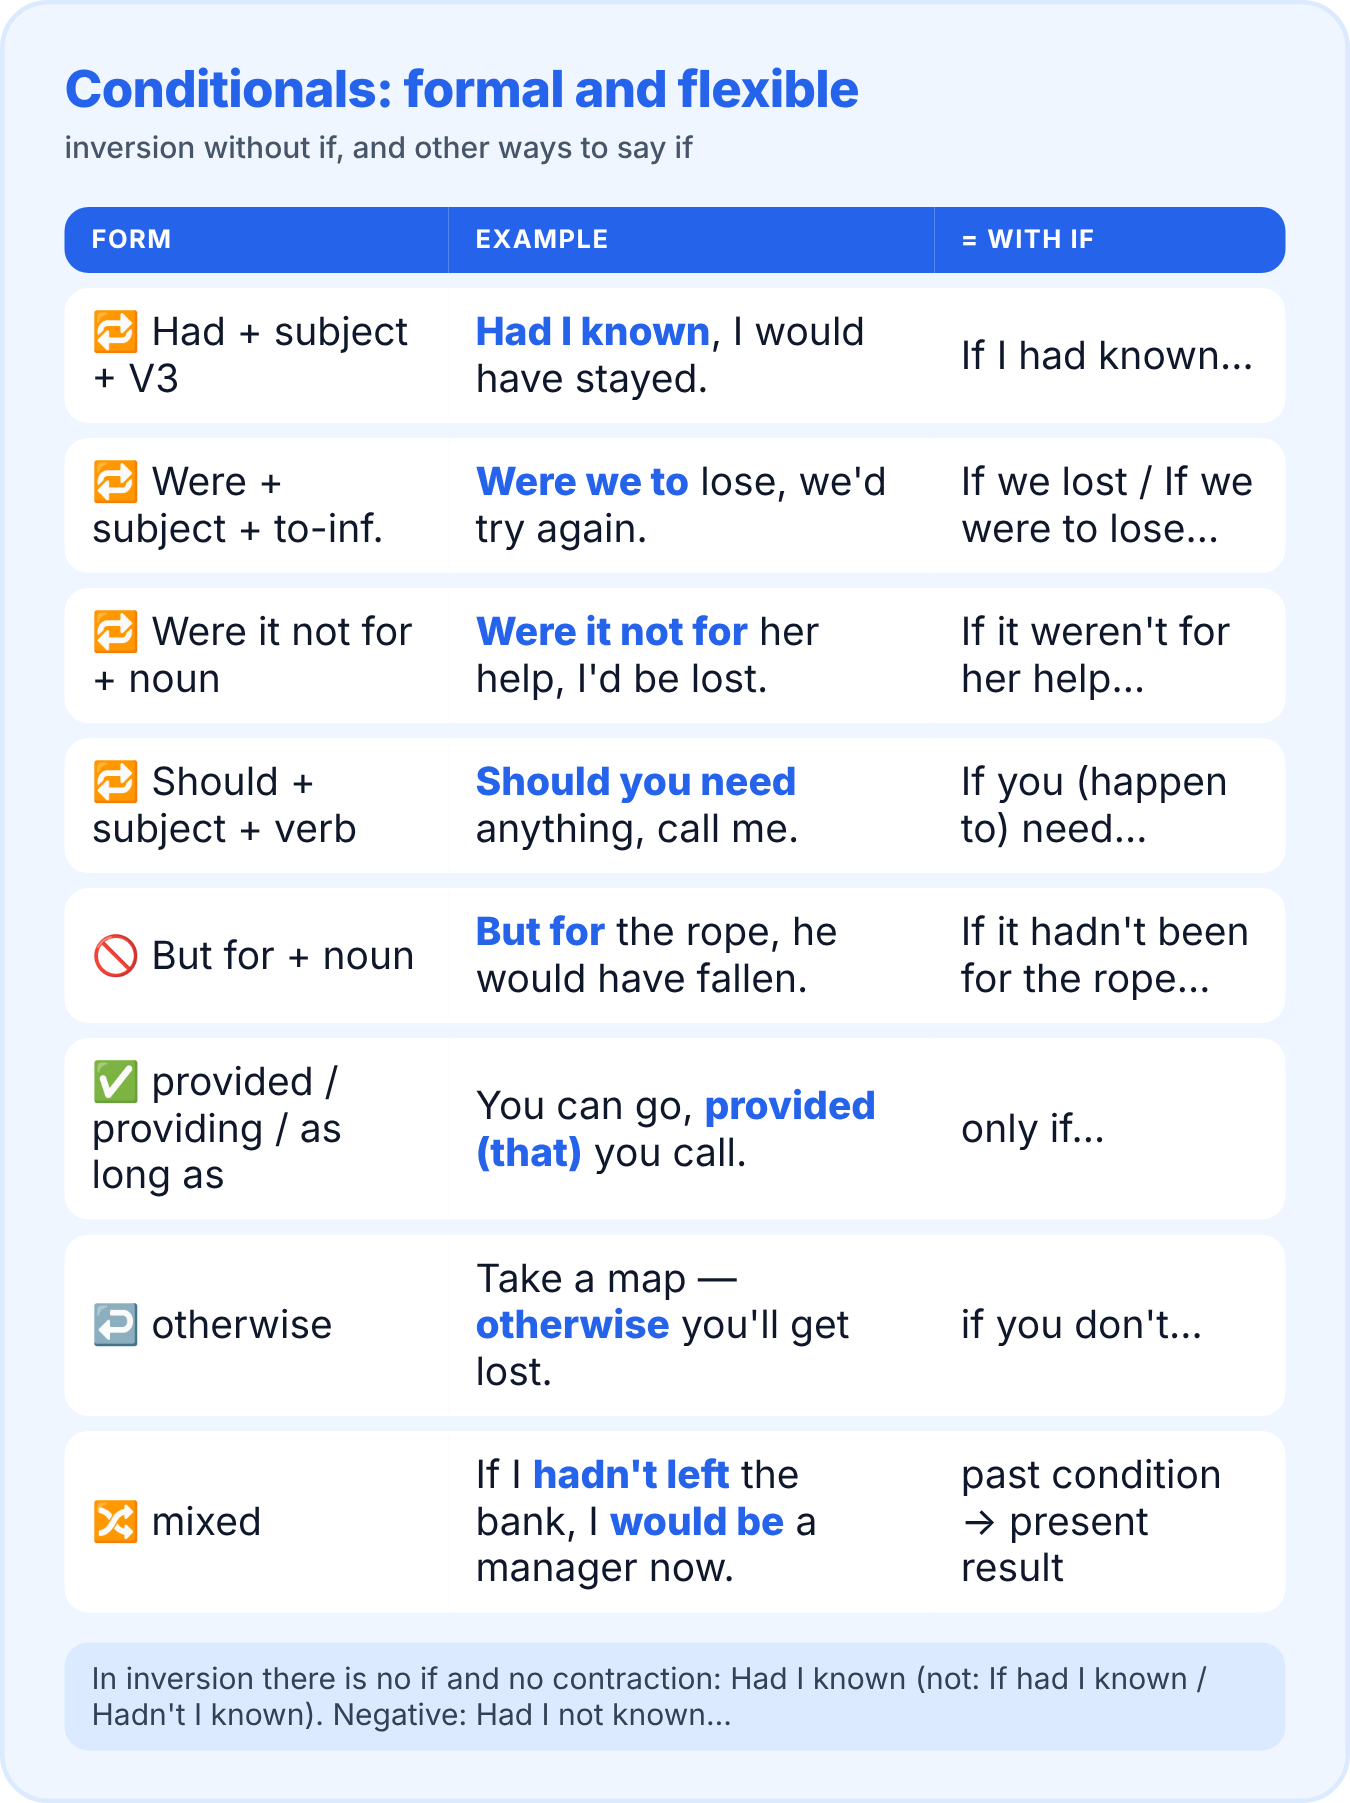 Conditionals: formal and flexible
inversion without if, and other ways to say if
FORM
EXAMPLE
= WITH IF
🔁 Had + subject
+ V3
Had I known, I would
have stayed.
If I had known...
🔁 Were +
subject + to-inf.
Were we to lose, we'd
try again.
If we lost / If we
were to lose...
🔁 Were it not for
+ noun
Were it not for her
help, I'd be lost.
If it weren't for
her help...
🔁 Should +
subject + verb
Should you need
anything, call me.
If you (happen
to) need...
🚫 But for + noun
But for the rope, he
would have fallen.
If it hadn't been
for the rope...
✅ provided /
providing / as
long as
You can go, provided
(that) you call.
only if...
↩️ otherwise
Take a map —
otherwise you'll get
lost.
if you don't...
🔀 mixed
If I hadn't left the
bank, I would be a
manager now.
past condition
→ present
result
In inversion there is no if and no contraction: Had I known (not: If had I known /
Hadn't I known). Negative: Had I not known...